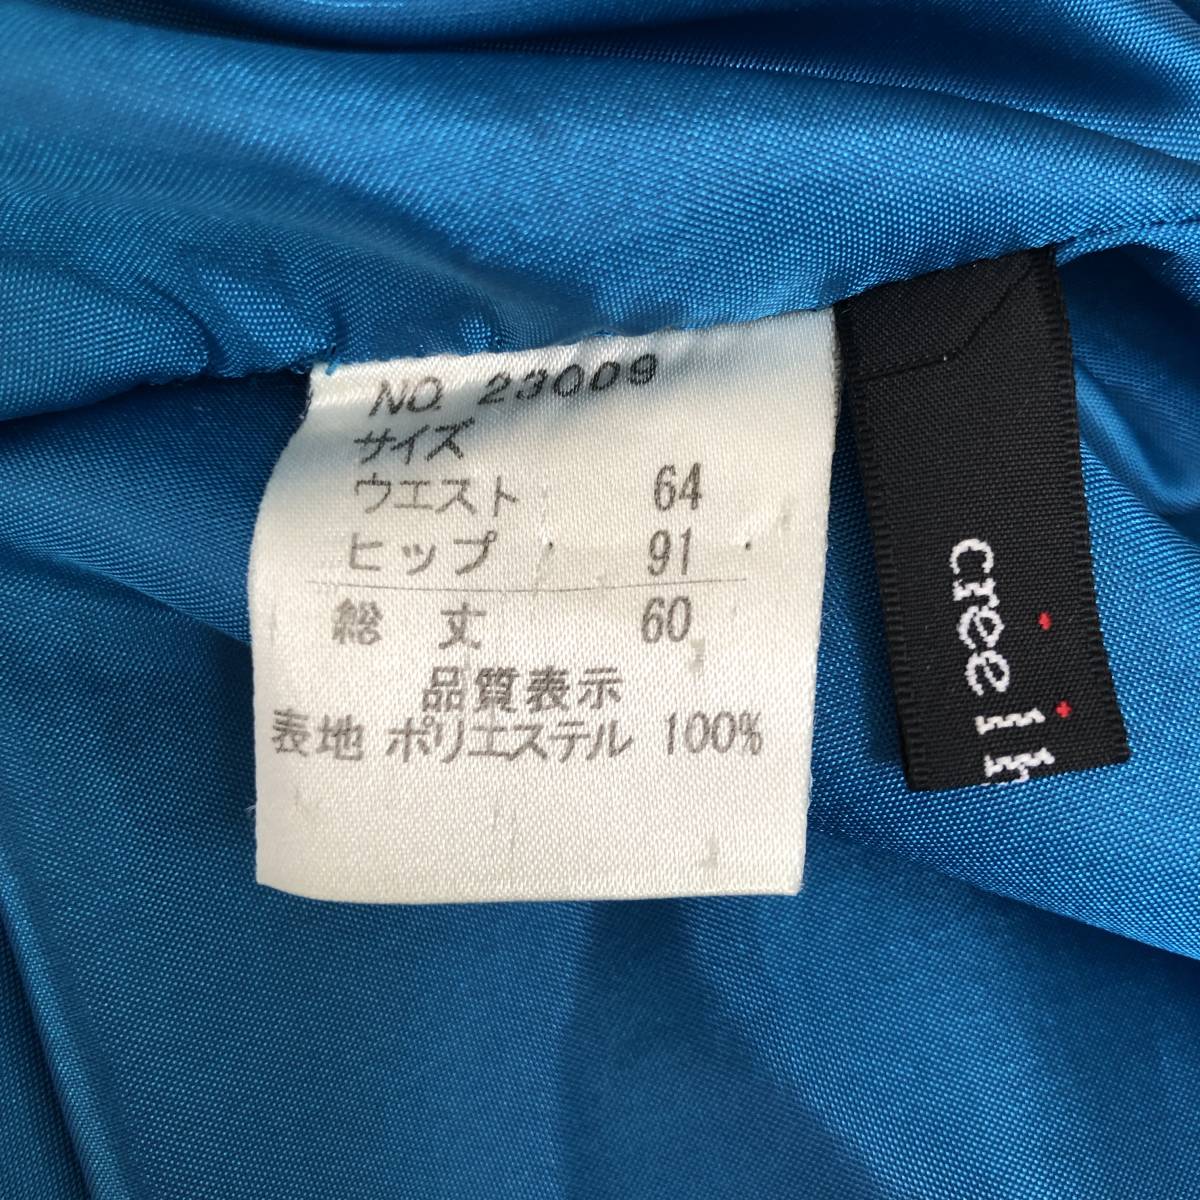 NO. 23009
サイズ
ウエスト 64
ヒップ 91
総丈 60
品質表示
表地 ポリエステル 100%